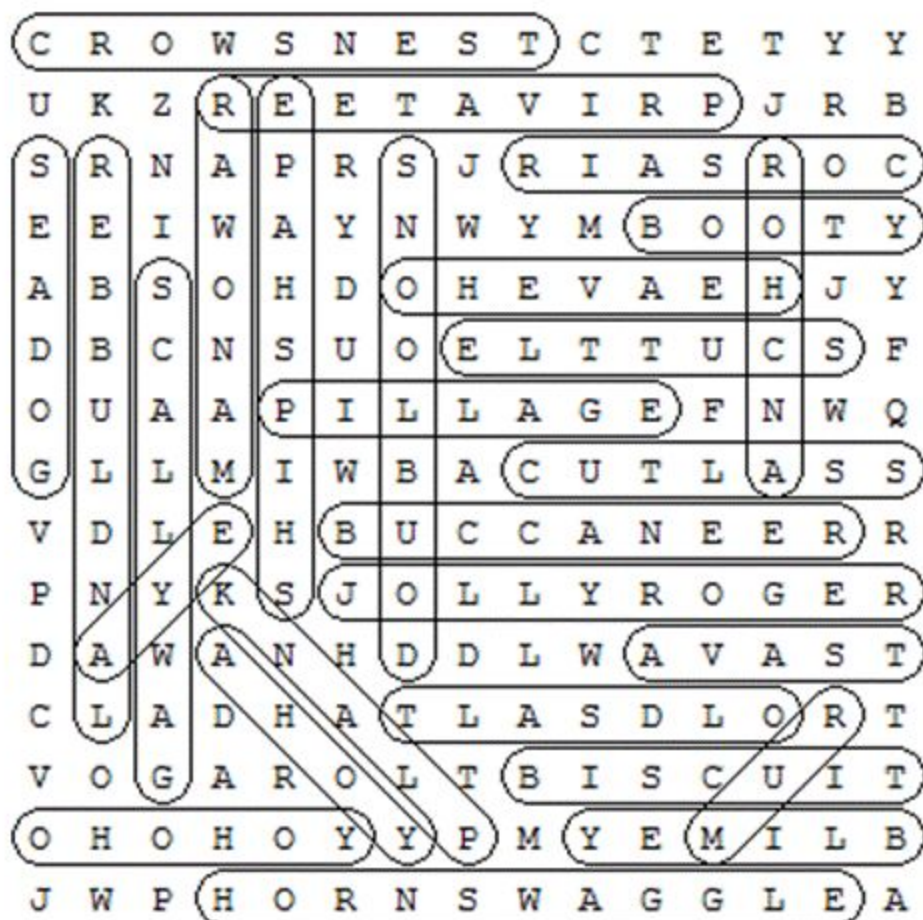 C R O W S N E S T C T E T Y Y
U K Z R E E T A V I R P J R B
S R N A P R S J R I A S R O C
E E I W A Y N W Y M B O O T Y
A B S O H D O H E V A E H J Y
D B C N S U O E L T T U C S F
O U A A P I L L A G E F N W Q
G L L M I W B A C U T L A S S
V D L E H B U C C A N E E R R
P N Y K S J O L L Y R O G E R
D A W A N H D D L W A V A S T
C L A D H A T L A S D L O R T
V O G A R O L T B I S C U I T
O H O H O Y Y P M Y E M I L B
J W P H O R N S W A G G L E A